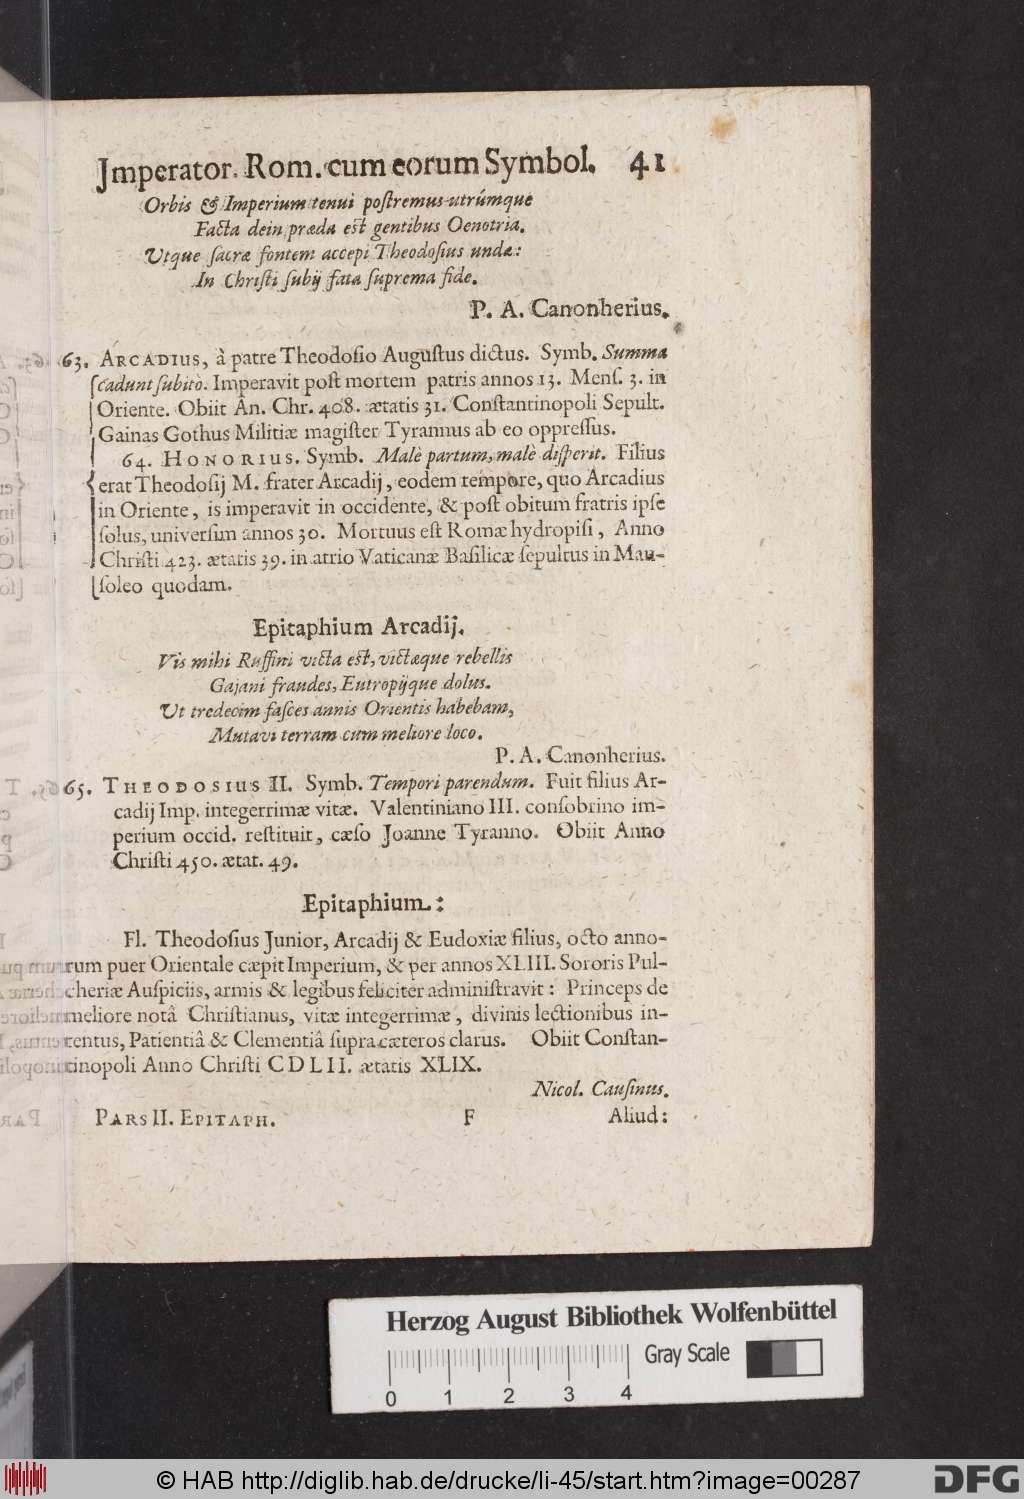 Jmperator. Rom. cum eorum Symbol. 41
Orbis & Imperium tenui postremus utrúmque
Facta dein præda est gentibus Oenotria.
Utque sacræ fontem accepi Theodosius undæ:
In Christi subij fata suprema fide.
P. A. Canonherius.
63. ARCADIUS, à patre Theodosio Augustus dictus. Symb. Summa
cadunt subitò. Imperavit post mortem patris annos 13. Mens. 3. in
Oriente. Obiit An. Chr. 408. ætatis 31. Constantinopoli Sepult.
Gainas Gothus Militiæ magister Tyrannus ab eo oppressus.
64. HONORIUS. Symb. Malè partum, malè disperit. Filius
erat Theodosij M. frater Arcadij, eodem tempore, quo Arcadius
in Oriente, is imperavit in occidente, & post obitum fratris ipse
solus, universim annos 30. Mortuus est Romæ hydropisi, Anno
Christi 423. ætatis 39. in atrio Vaticanæ Basilicæ sepultus in Mau-
soleo quodam.
Epitaphium Arcadij.
Vis mihi Ruffini victa est, victæque rebellis
Gajani fraudes, Eutropijque dolus.
Ut tredecim fasces annis Orientis habebam,
Mutavi terram cum meliore loco.
P. A. Canonherius.
65. THEODOSIUS II. Symb. Tempori parendum. Fuit filius Ar-
cadij Imp. integerrimæ vitæ. Valentiniano III. consobrino im-
perium occid. restituit, cæso Joanne Tyranno. Obiit Anno
Christi 450. ætat. 49.
Epitaphium:
Fl. Theodosius Junior, Arcadij & Eudoxiæ filius, octo anno-
rum puer Orientale cæpit Imperium, & per annos XLIII. Sororis Pul-
cheriæ Auspiciis, armis & legibus feliciter administravit: Princeps de
meliore notâ Christianus, vitæ integerrimæ, divinis lectionibus in-
tentus, Patientiâ & Clementiâ supra cæteros clarus. Obiit Constan-
tinopoli Anno Christi CDLII. ætatis XLIX.
Nicol. Causinus.
PARS II. EPITAPH. F Aliud:
Herzog August Bibliothek Wolfenbüttel
Gray Scale
0 1 2 3 4
© HAB http://diglib.hab.de/drucke/li-45/start.htm?image=00287
DFG